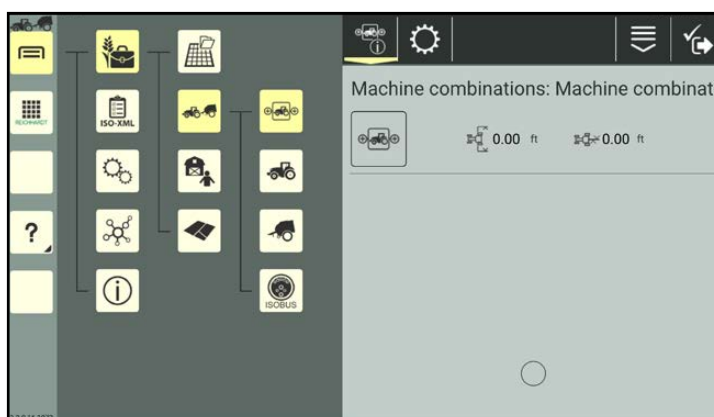 Machine combinations: Machine combinat
REICHHARDT
ISO-XML
0.00 ft
0.00 ft
?
ISOBUS